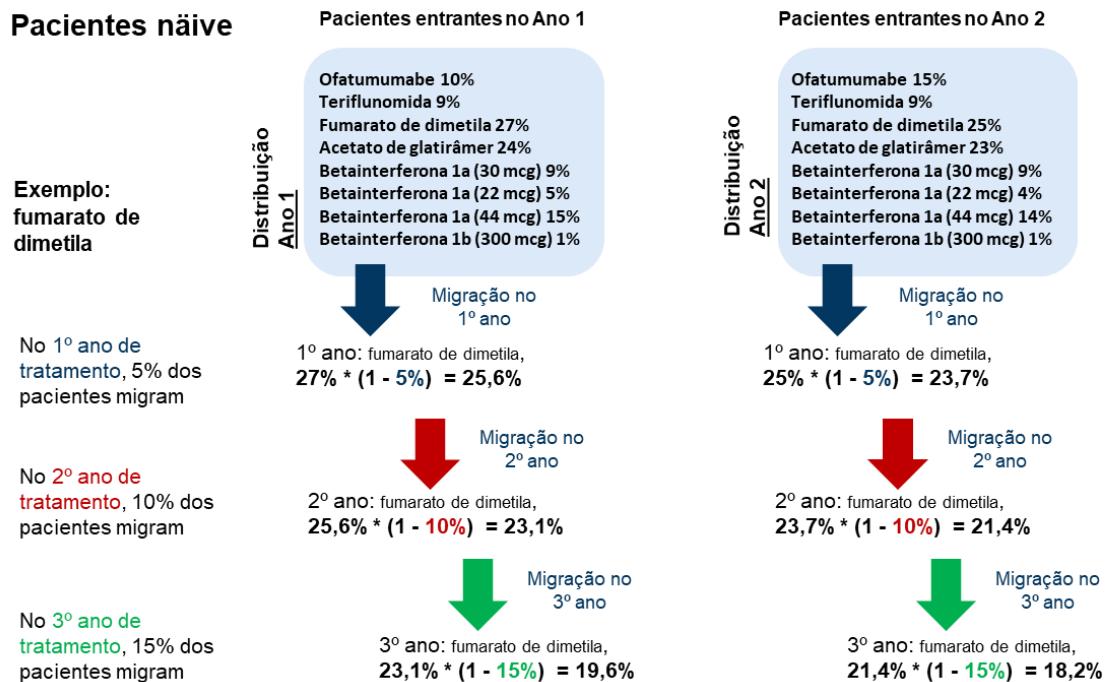 Pacientes näive
Pacientes entrantes no Ano 1
Pacientes entrantes no Ano 2
Exemplo:
fumarato de
dimetila
Distribuição
Ano 1
Ofatumumabe 10%
Teriflunomida 9%
Fumarato de dimetila 27%
Acetato de glatirâmer 24%
Betainterferona 1a (30 mcg) 9%
Betainterferona 1a (22 mcg) 5%
Betainterferona 1a (44 mcg) 15%
Betainterferona 1b (300 mcg) 1%
Distribuição
Ano 2
Ofatumumabe 15%
Teriflunomida 9%
Fumarato de dimetila 25%
Acetato de glatirâmer 23%
Betainterferona 1a (30 mcg) 9%
Betainterferona 1a (22 mcg) 4%
Betainterferona 1a (44 mcg) 14%
Betainterferona 1b (300 mcg) 1%
Migração no
1º ano
Migração no
1º ano
No 1º ano de
tratamento, 5% dos
pacientes migram
1º ano: fumarato de dimetila,
27% * (1 - 5%) = 25,6%
1º ano: fumarato de dimetila,
25% * (1 - 5%) = 23,7%
Migração no
2º ano
Migração no
2º ano
No 2º ano de
tratamento, 10% dos
pacientes migram
2º ano: fumarato de dimetila,
25,6% * (1 - 10%) = 23,1%
2º ano: fumarato de dimetila,
23,7% * (1 - 10%) = 21,4%
Migração no
3º ano
Migração no
3º ano
No 3º ano de
tratamento, 15% dos
pacientes migram
3º ano: fumarato de dimetila,
23,1% * (1 - 15%) = 19,6%
3º ano: fumarato de dimetila,
21,4% * (1 - 15%) = 18,2%